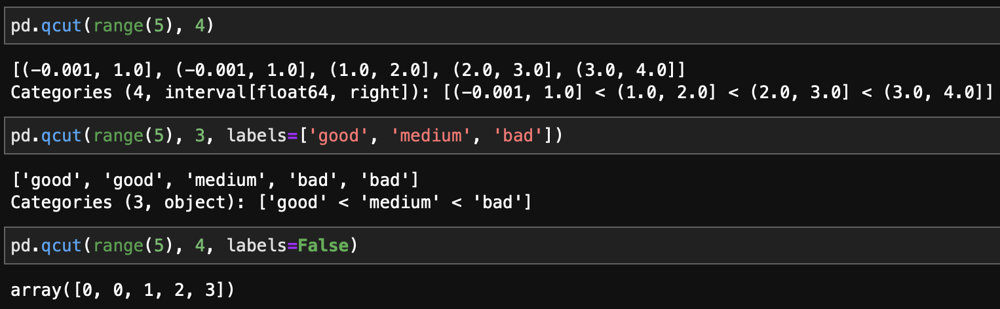 pd.qcut(range(5), 4)
[(-0.001, 1.0], (-0.001, 1.0], (1.0, 2.0], (2.0, 3.0], (3.0, 4.0]]
Categories (4, interval[float64, right]): [(-0.001, 1.0] < (1.0, 2.0] < (2.0, 3.0] < (3.0, 4.0]]
pd.qcut(range(5), 3, labels=['good', 'medium', 'bad'])
['good', 'good', 'medium', 'bad', 'bad']
Categories (3, object): ['good' < 'medium' < 'bad']
pd.qcut(range(5), 4, labels=False)
array([0, 0, 1, 2, 3])